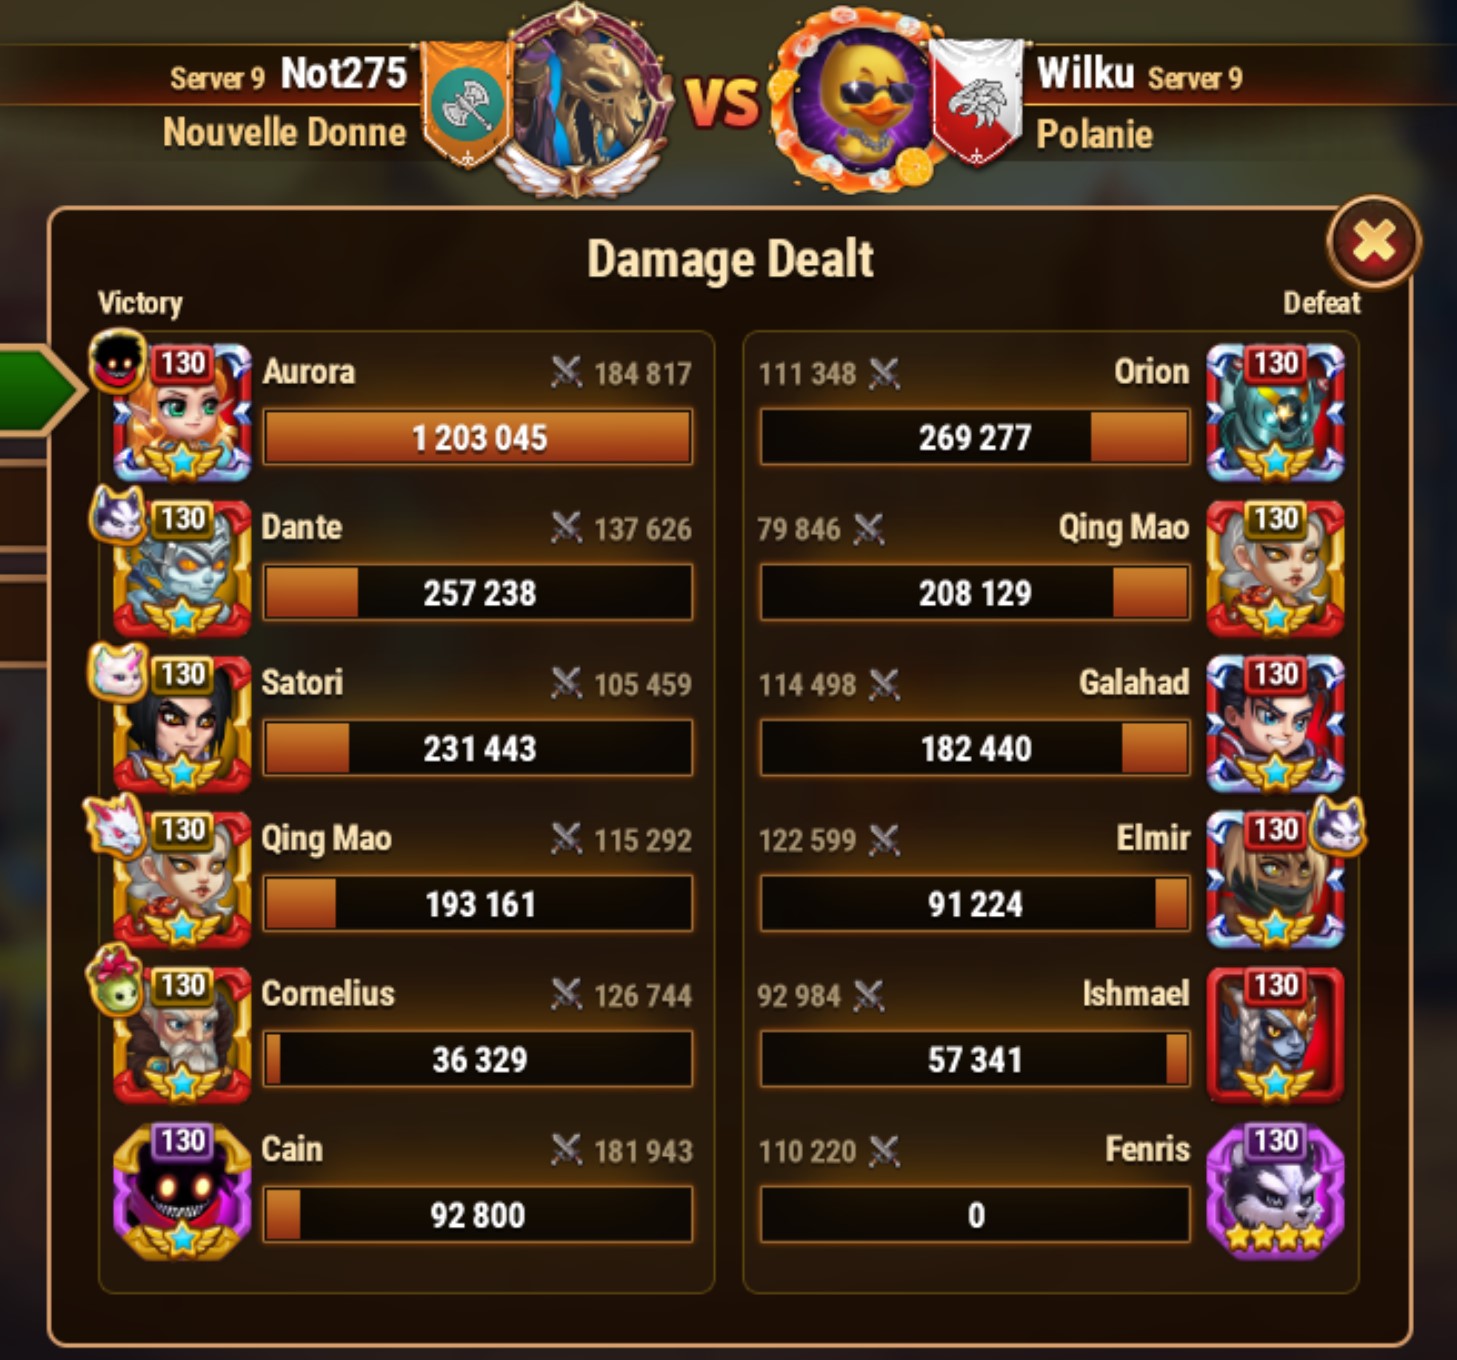 Server 9 Not275
Nouvelle Donne
VS
Wilku Server 9
Polanie
Damage Dealt
Victory
Defeat
130
Aurora
184 817
1 203 045
130
Dante
137 626
257 238
130
Satori
105 459
231 443
130
Qing Mao
115 292
193 161
130
Cornelius
126 744
36 329
130
Cain
181 943
92 800
111 348
Orion
130
269 277
79 846
Qing Mao
130
208 129
114 498
Galahad
130
182 440
122 599
Elmir
130
91 224
92 984
Ishmael
130
57 341
110 220
Fenris
130
0